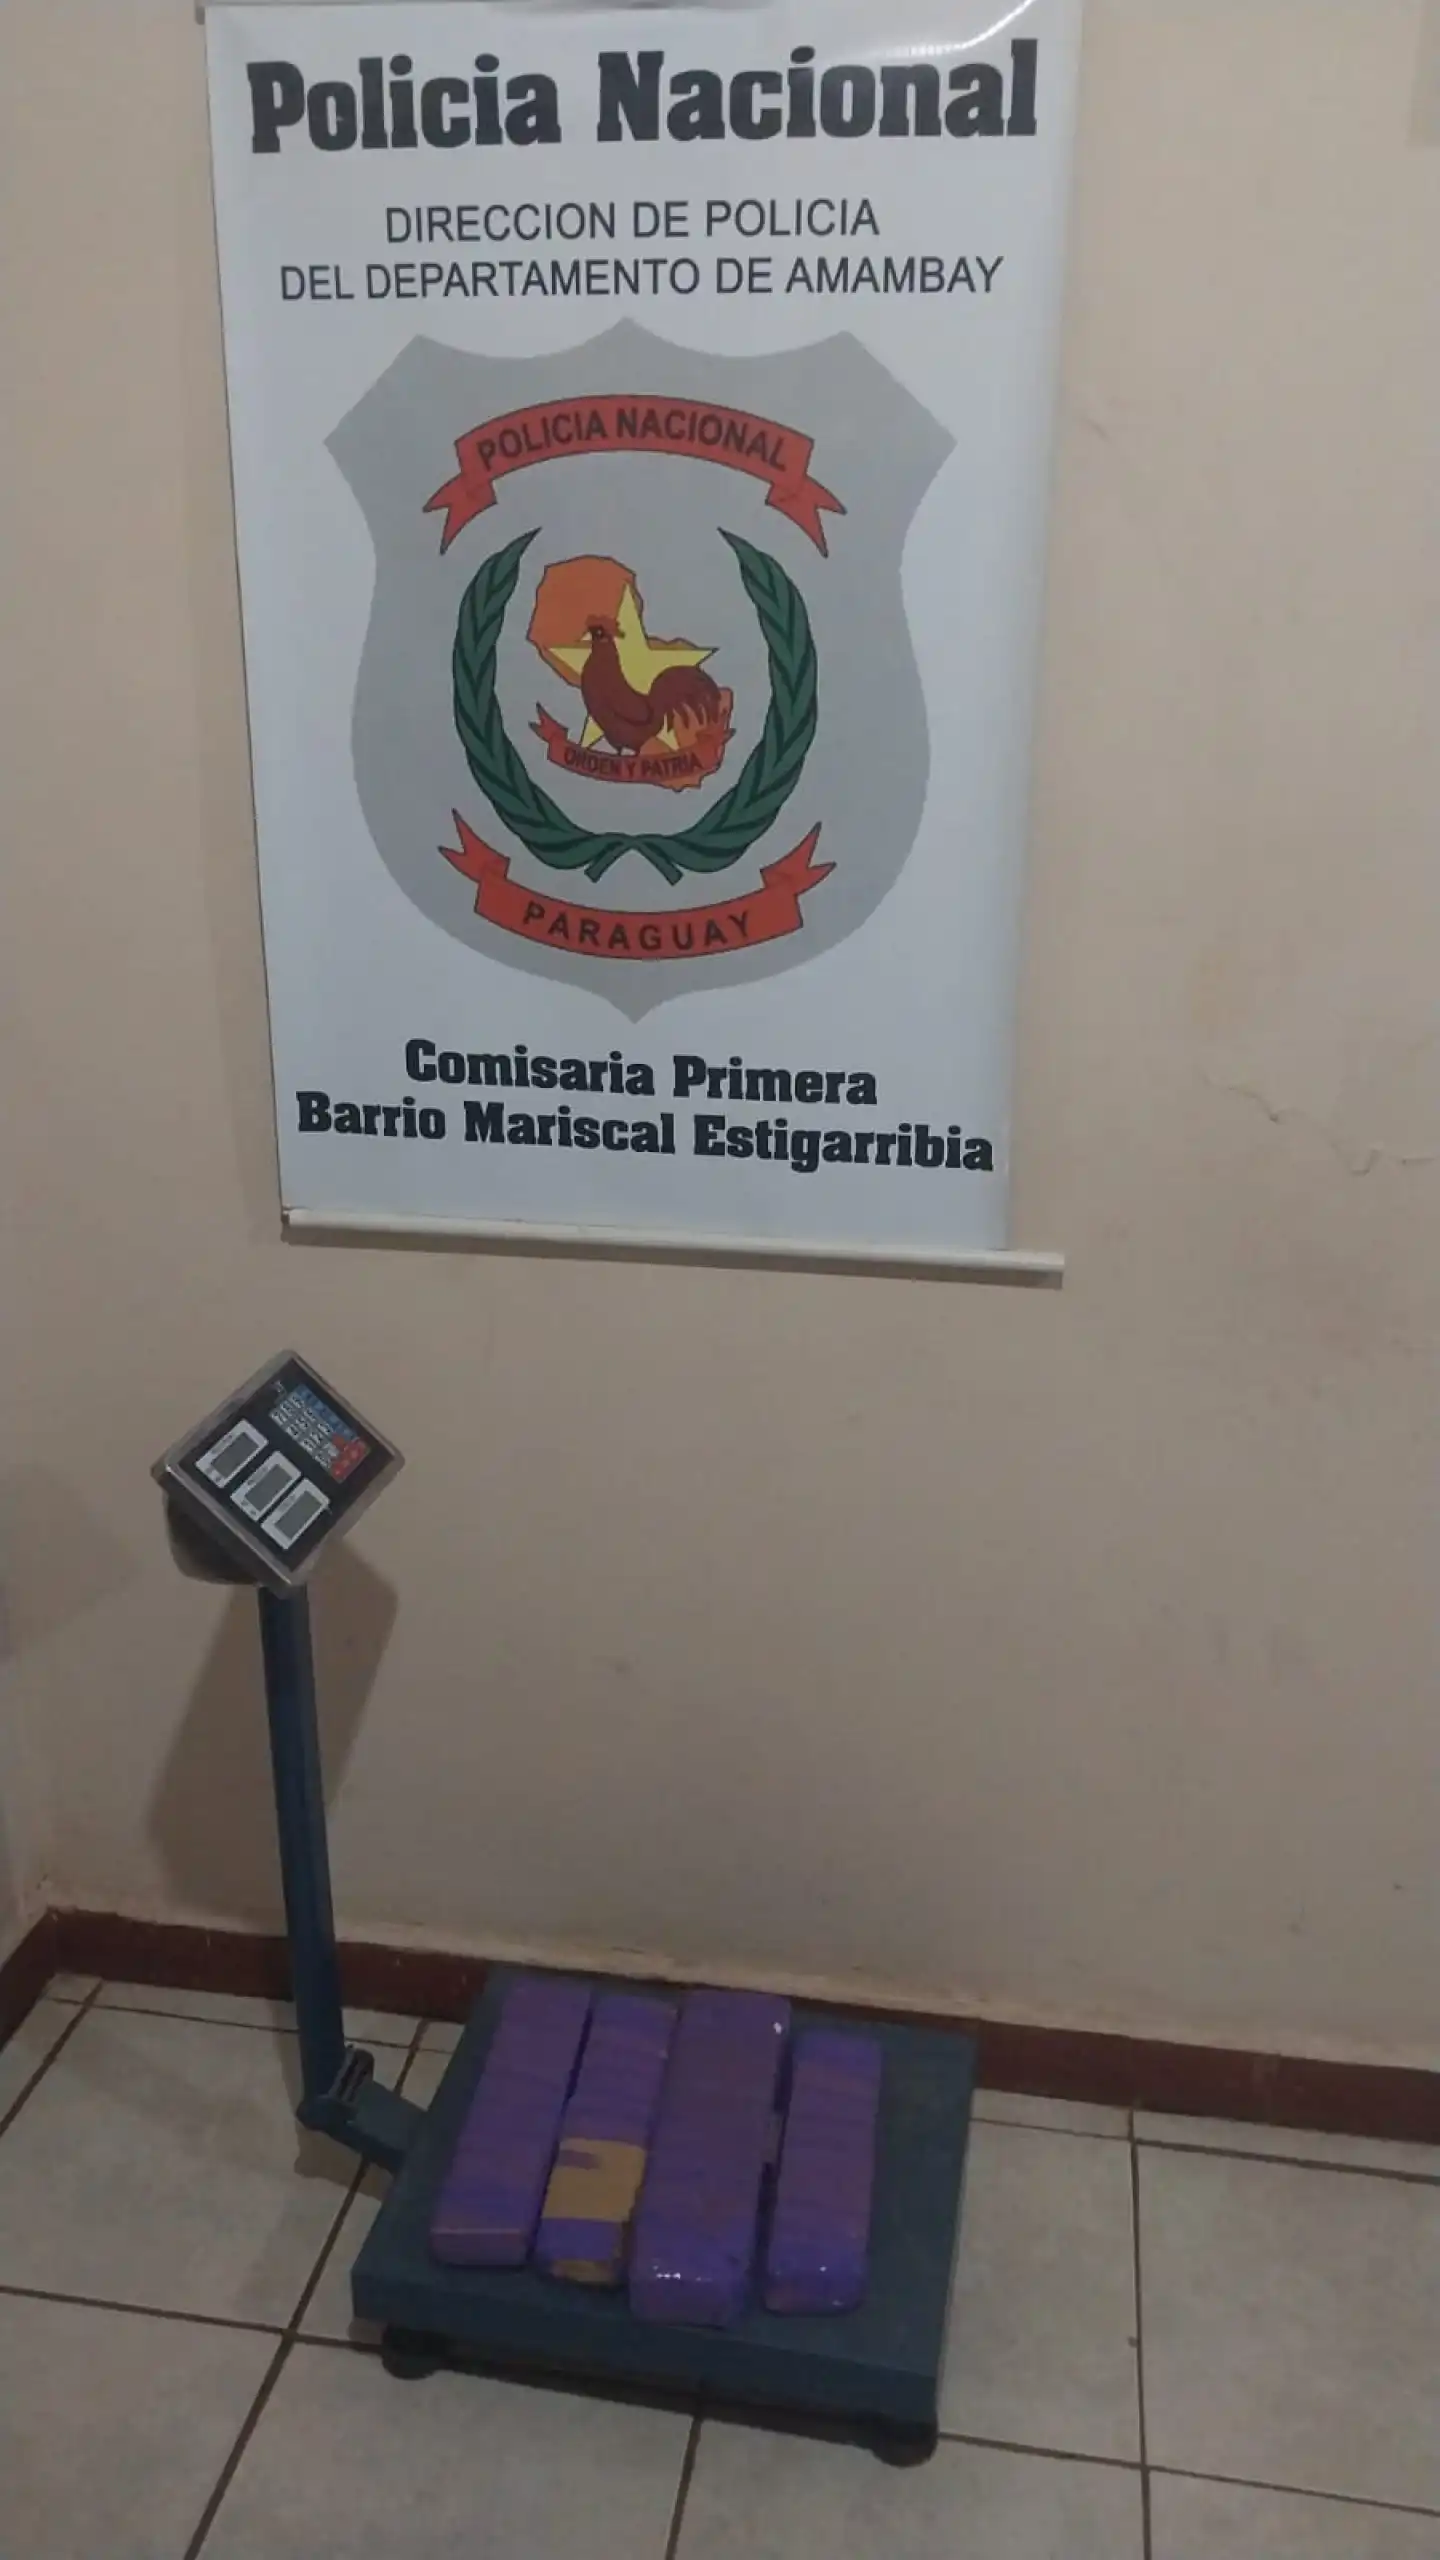 Policia Nacional
DIRECCION DE POLICIA
DEL DEPARTAMENTO DE AMAMBAY
POLICIA NACIONAL
ORDEN Y PATRIA
PARAGUAY
Comisaria Primera
Barrio Mariscal Estigarribia